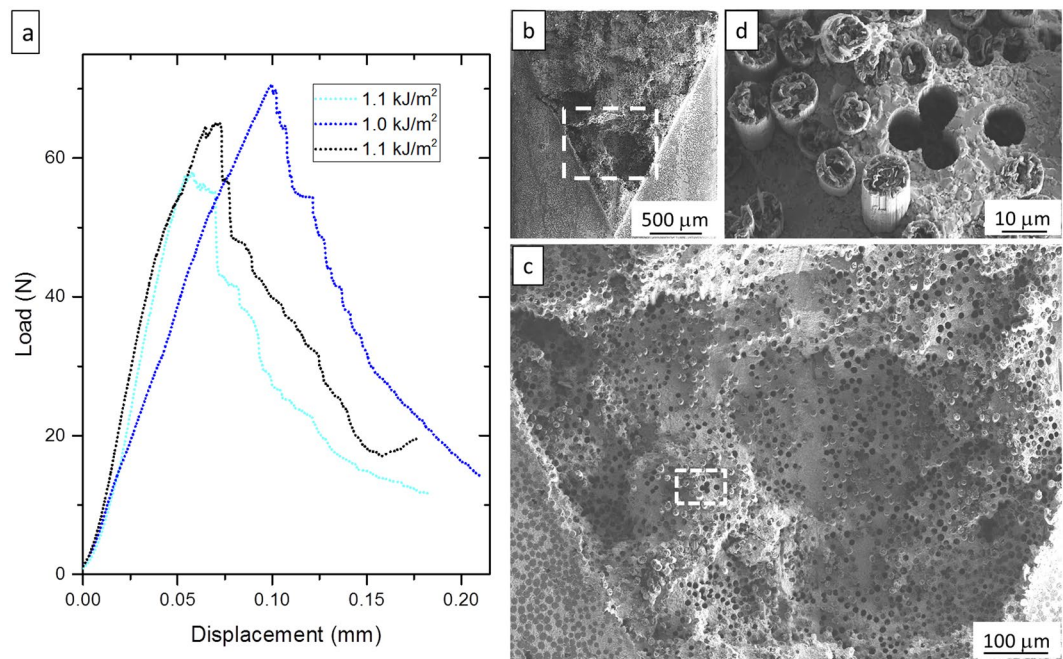 a
Load (N)
60
40
20
0
0.00
0.05
0.10
0.15
0.20
Displacement (mm)
1.1 kJ/m²
1.0 kJ/m²
1.1 kJ/m²
b
500 µm
d
10 µm
c
100 µm